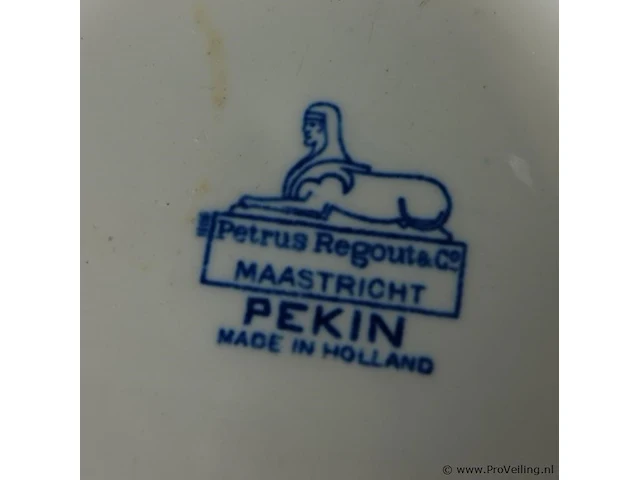 Petrus Regout & Co
MAASTRICHT
PEKIN
MADE IN HOLLAND
© www.ProVeiling.nl